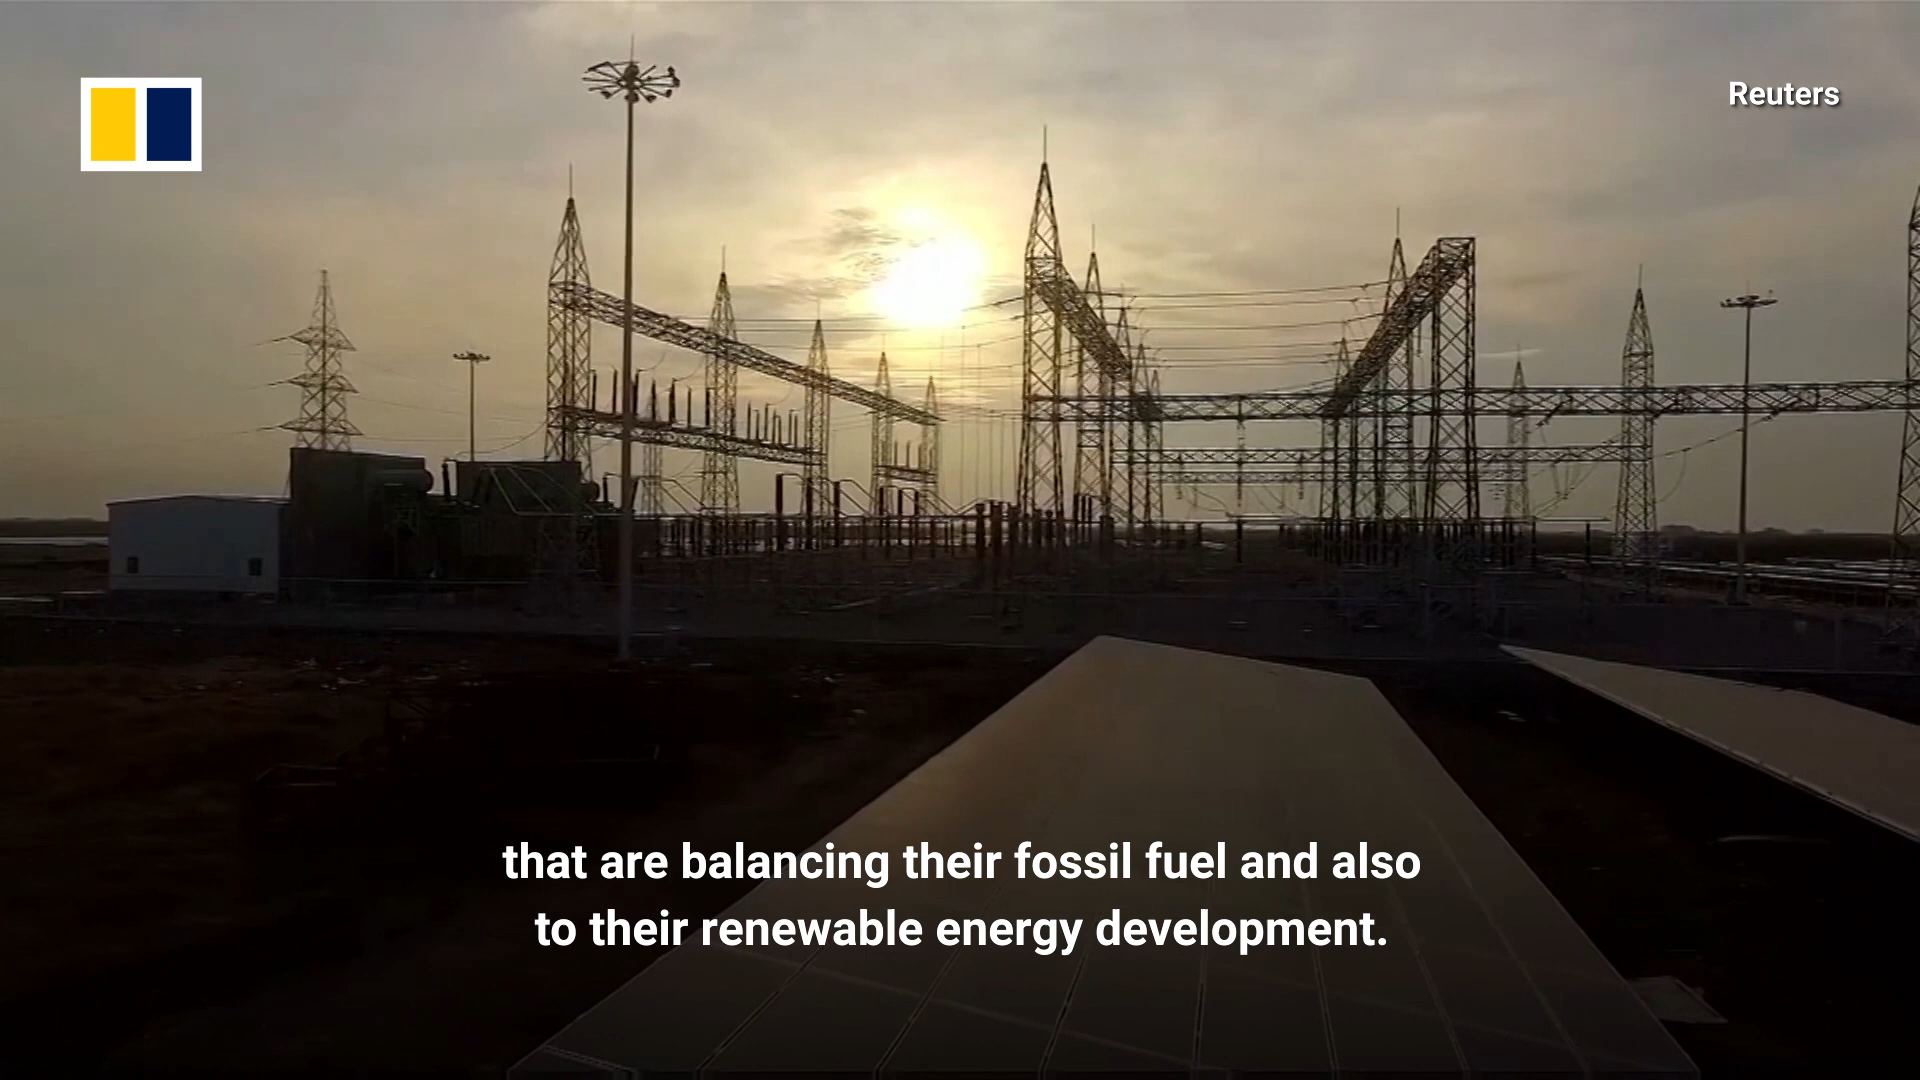 Reuters
that are balancing their fossil fuel and also
to their renewable energy development.